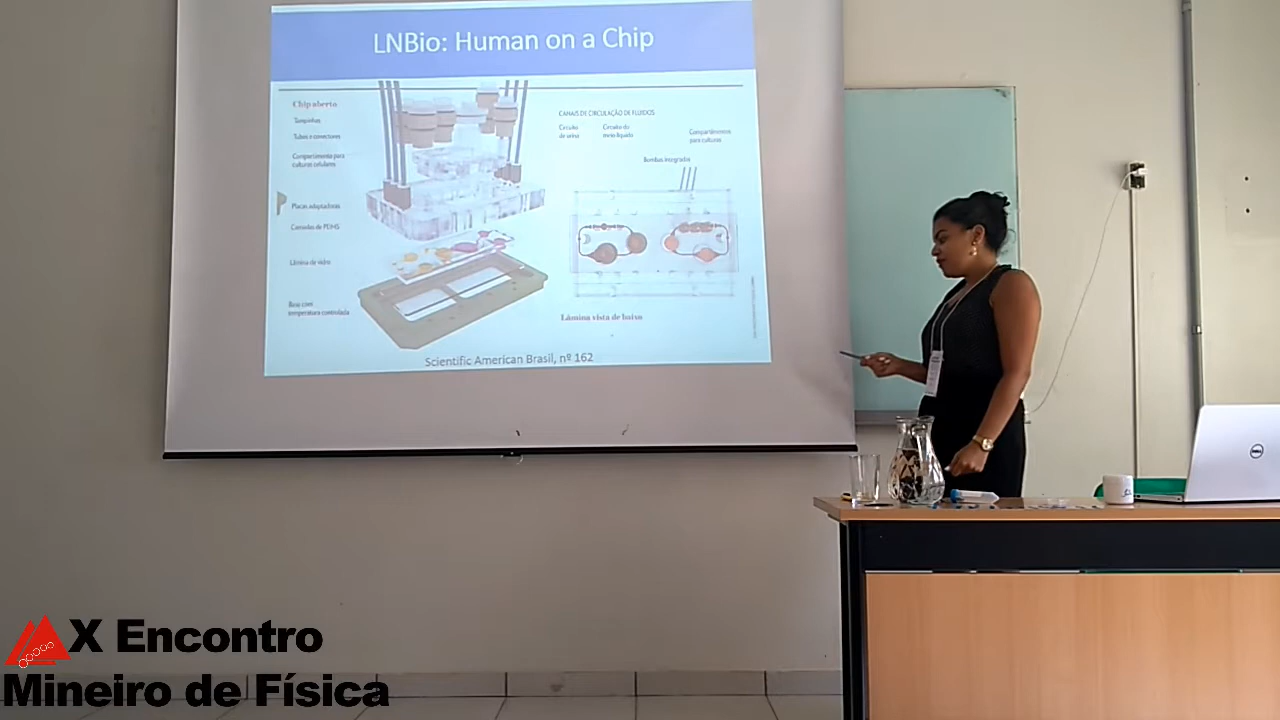 LNBio: Human on a Chip
Chip aberto
Tampinhas
Tubos e conectores
Compartimento para
culturas celulares
Placas adaptadoras
Camadas de PDMS
Lâmina de vidro
Base com
temperatura controlada
CANAIS DE CIRCULAÇÃO DE FLUIDOS
Circuito
de urina
Circuito do
meio líquido
Compartimentos
para culturas
Bombas integradas
Lâmina vista de baixo
Scientific American Brasil, nº 162
DELL
X Encontro
Mineiro de Física